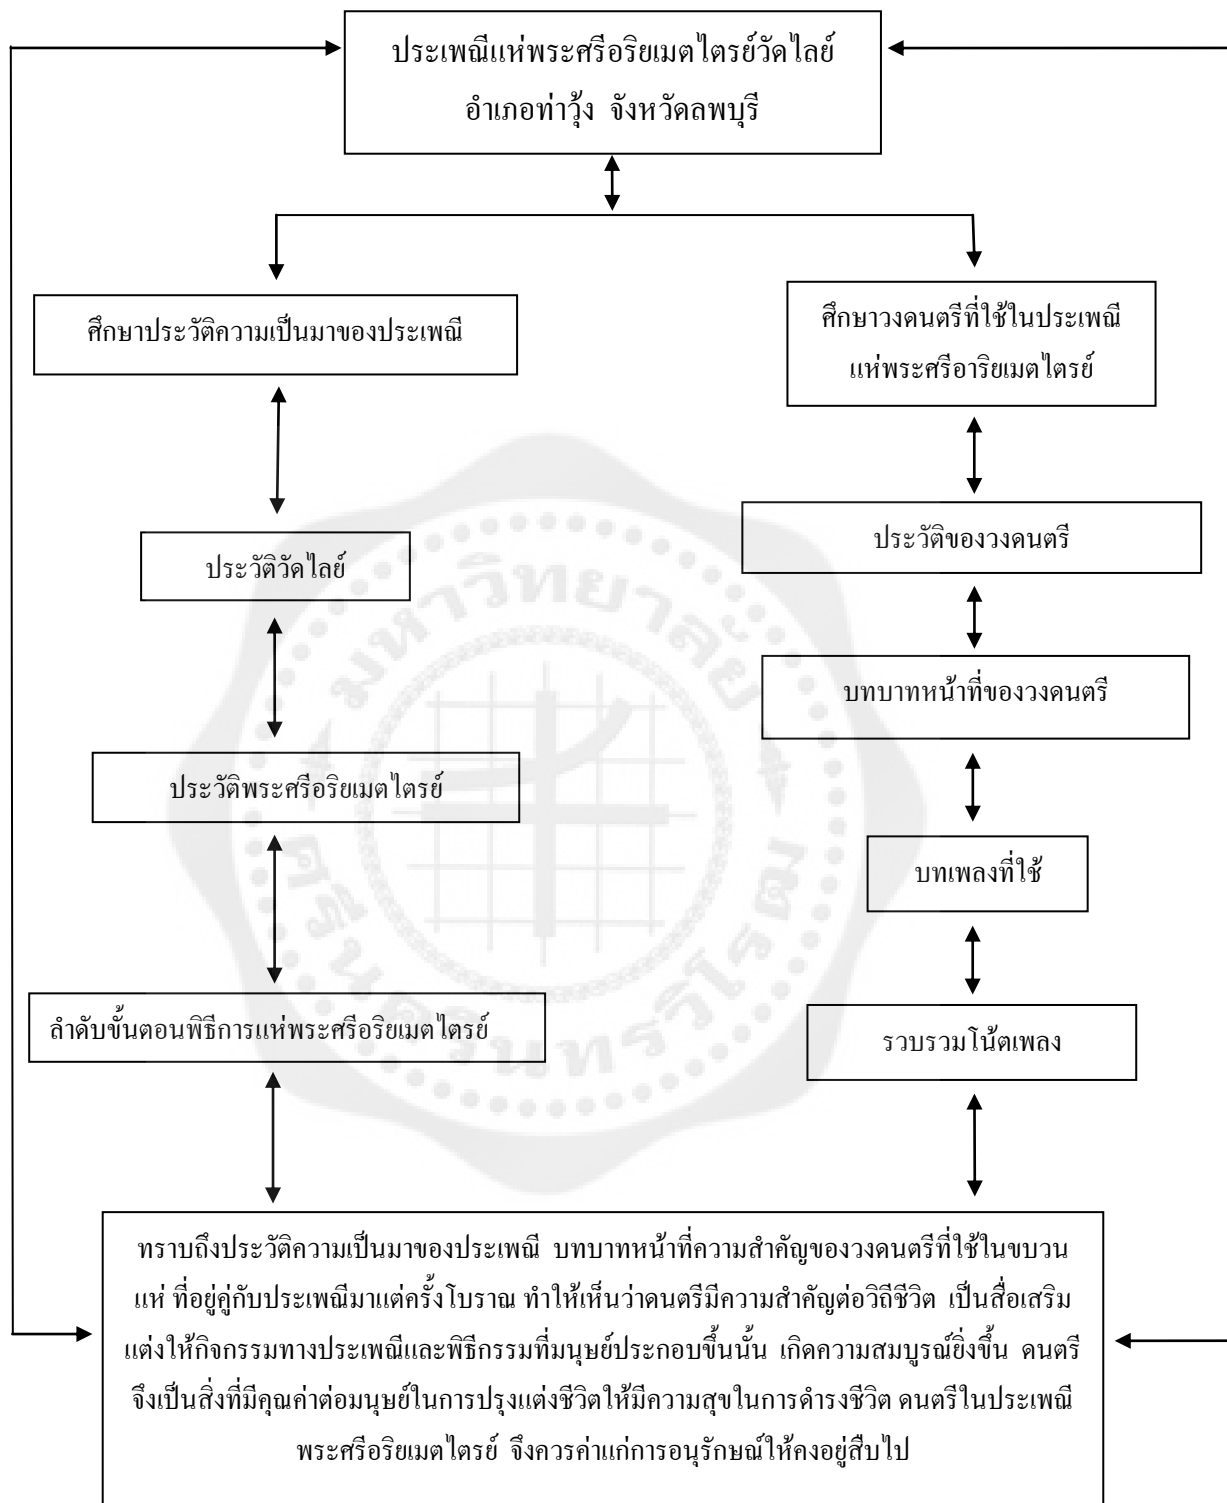 ประเพณีแห่พระศรีอริยเมตไตรย์วัดไลย์
อำเภอท่าวุ้ง จังหวัดลพบุรี
ศึกษาประวัติความเป็นมาของประเพณี
ศึกษาวงดนตรีที่ใช้ในประเพณี
แห่พระศรีอาริยเมตไตรย์
ประวัติวัดไลย์
ประวัติของวงดนตรี
ประวัติพระศรีอริยเมตไตรย์
บทบาทหน้าที่ของวงดนตรี
บทเพลงที่ใช้
ลำดับขั้นตอนพิธีการแห่พระศรีอริยเมตไตรย์
รวบรวมโน้ตเพลง
มหาวิทยาลัย
ศรีนครินทรวิโรฒ
ทราบถึงประวัติความเป็นมาของประเพณี บทบาทหน้าที่ความสำคัญของวงดนตรีที่ใช้ในขบวน
แห่ ที่อยู่คู่กับประเพณีมาแต่ครั้งโบราณ ทำให้เห็นว่าดนตรีมีความสำคัญต่อวิถีชีวิต เป็นสื่อเสริม
แต่งให้กิจกรรมทางประเพณีและพิธีกรรมที่มนุษย์ประกอบขึ้นนั้น เกิดความสมบูรณ์ยิ่งขึ้น ดนตรี
จึงเป็นสิ่งที่มีคุณค่าต่อมนุษย์ในการปรุงแต่งชีวิตให้มีความสุขในการดำรงชีวิต ดนตรีในประเพณี
พระศรีอริยเมตไตรย์ จึงควรค่าแก่การอนุรักษณ์ให้คงอยู่สืบไป